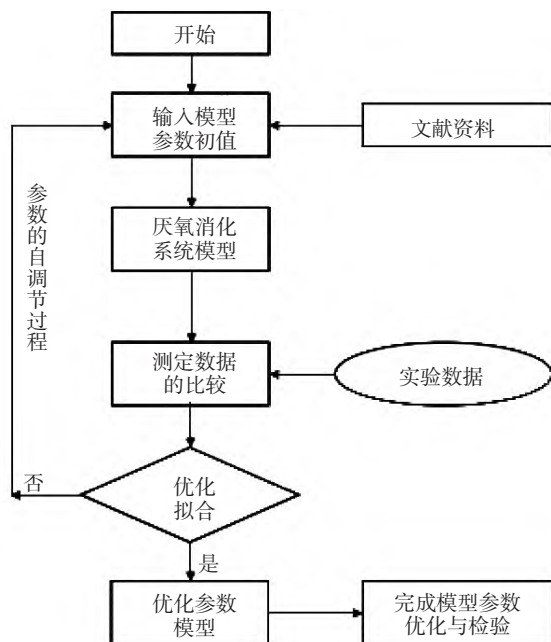 开始
输入模型
参数初值
文献资料
参数的自调节过程
厌氧消化
系统模型
测定数据
的比较
实验数据
优化
拟合
否
是
优化参数
模型
完成模型参数
优化与检验